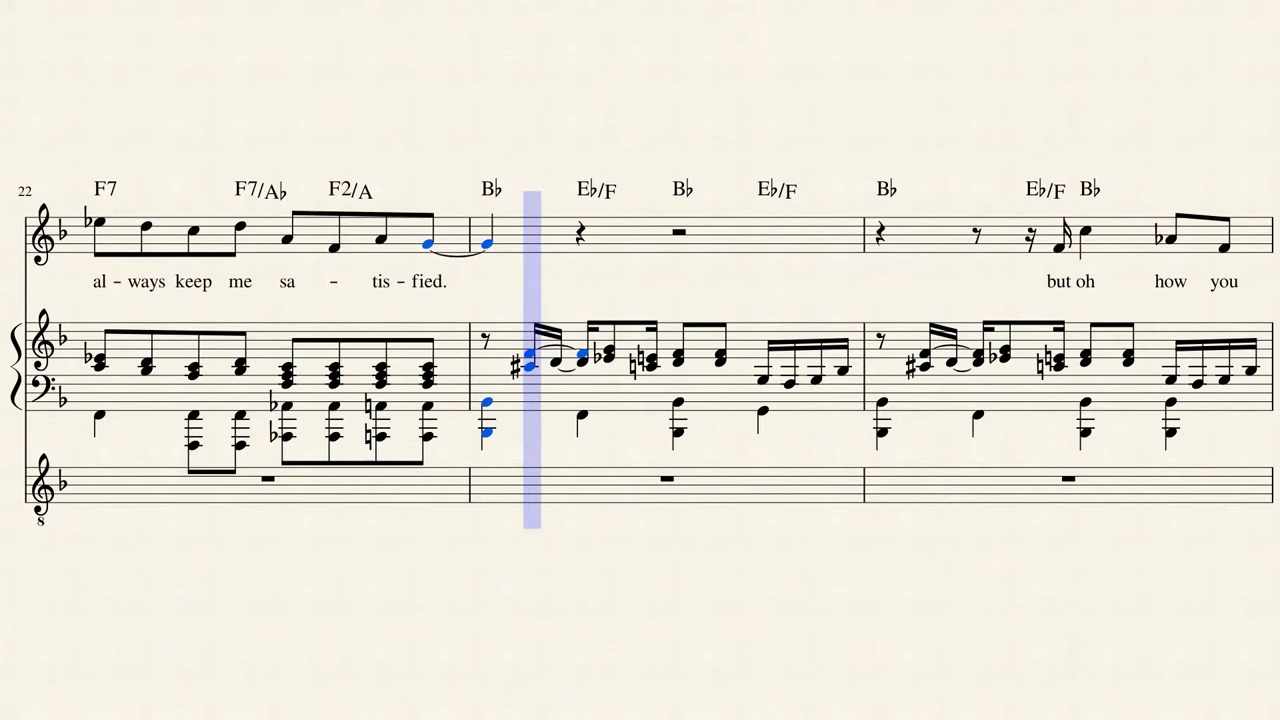 22 F7 F7/A♭ F2/A B♭ E♭/F B♭ E♭/F B♭ E♭/F B♭
al – ways keep me sa – tis – fied. but oh how you
8